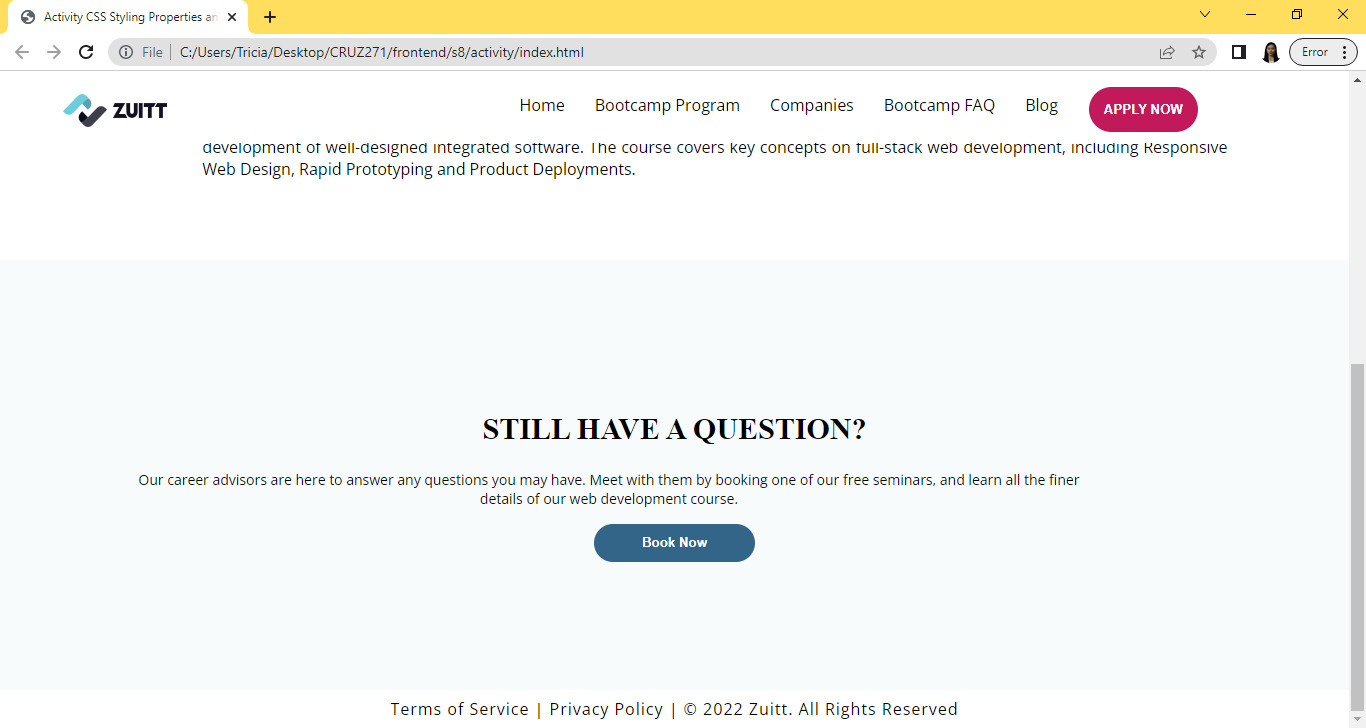 Activity CSS Styling Properties an
File | C:/Users/Tricia/Desktop/CRUZ271/frontend/s8/activity/index.html
Error
ZUITT
Home Bootcamp Program Companies Bootcamp FAQ Blog APPLY NOW
development of well-designed integrated software. The course covers key concepts on full-stack web development, including Responsive
Web Design, Rapid Prototyping and Product Deployments.
STILL HAVE A QUESTION?
Our career advisors are here to answer any questions you may have. Meet with them by booking one of our free seminars, and learn all the finer
details of our web development course.
Book Now
Terms of Service | Privacy Policy | © 2022 Zuitt. All Rights Reserved